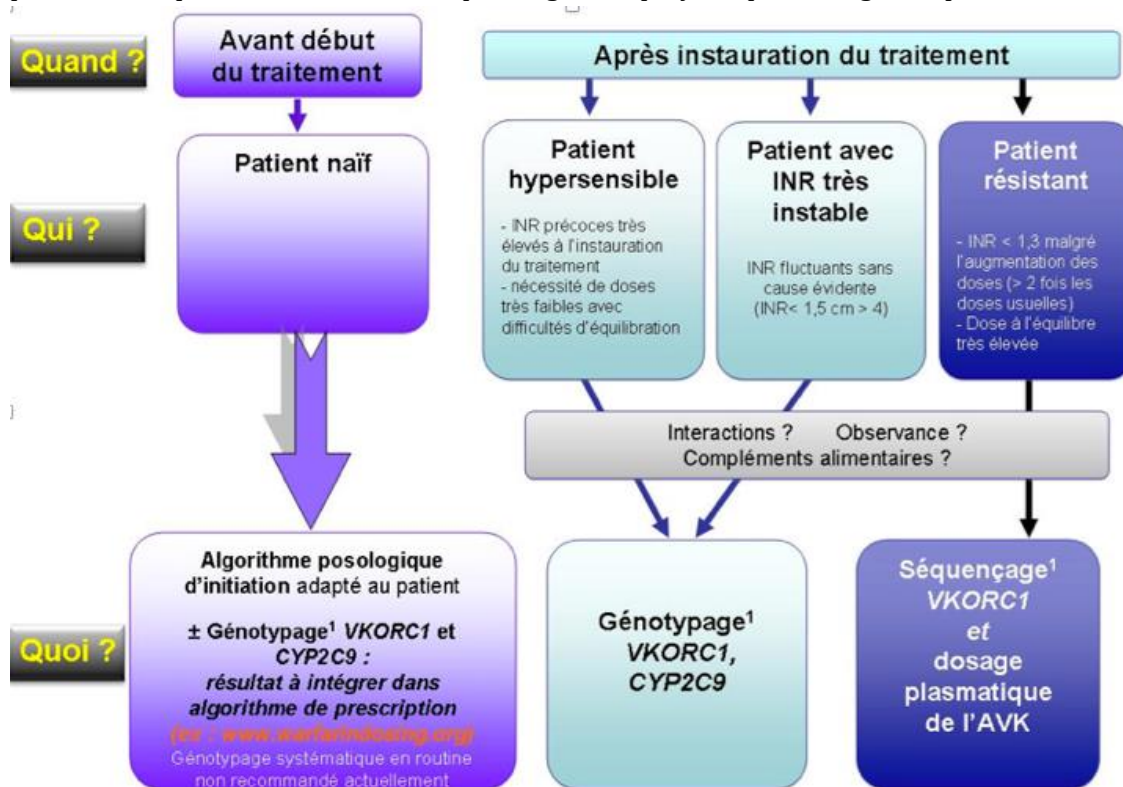 Quand ?
Avant début
du traitement
Après instauration du traitement
Qui ?
Patient naïf
Patient
hypersensible
- INR précoces très
élevés à l'instauration
du traitement
- nécessité de doses
très faibles avec
difficultés d'équilibration
Patient avec
INR très
instable
INR fluctuants sans
cause évidente
(INR< 1,5 cm > 4)
Patient
résistant
- INR < 1,3 malgré
l'augmentation des
doses (> 2 fois les
doses usuelles)
- Dose à l'équilibre
très élevée
Interactions ? Observance ?
Compléments alimentaires ?
Quoi ?
Algorithme posologique
d'initiation adapté au patient
± Génotypage¹ VKORC1 et
CYP2C9 :
résultat à intégrer dans
algorithme de prescription
(ex : www.warfarindosing.org)
Génotypage systématique en routine
non recommandé actuellement
Génotypage¹
VKORC1,
CYP2C9
Séquençage¹
VKORC1
et
dosage
plasmatique
de l'AVK